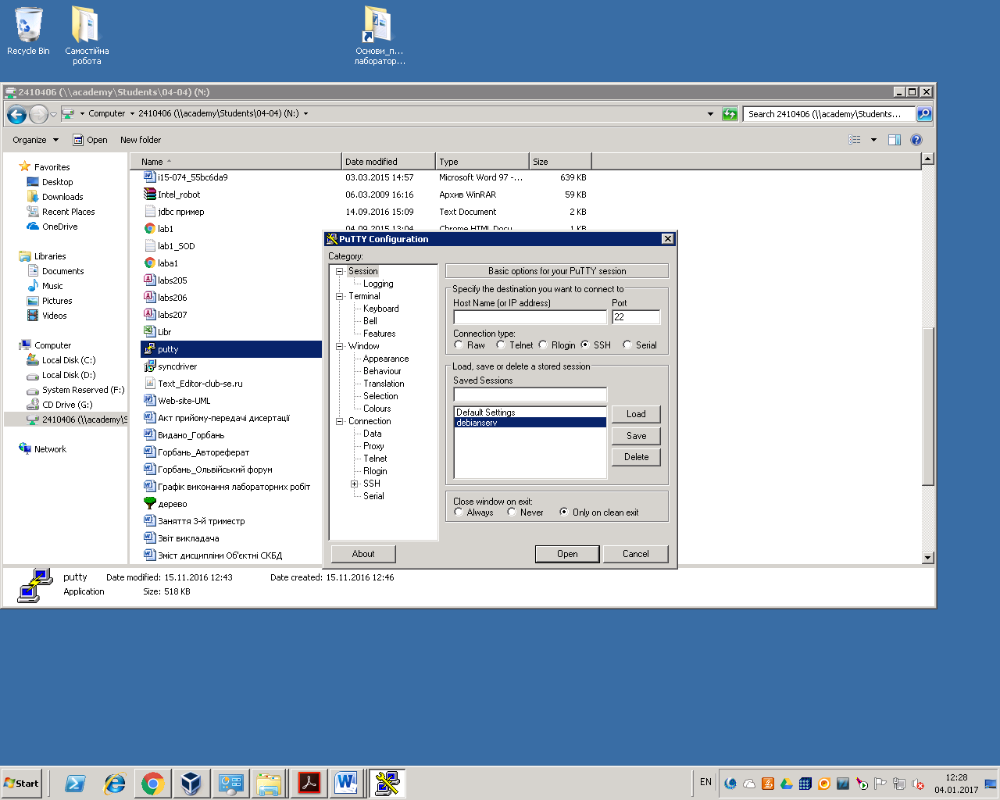 Recycle Bin
Самостійна
робота
Основи_п...
лаборатор...
2410406 (\\academy\Students\04-04) (N:)
Computer
2410406 (\\academy\Students\04-04) (N:)
Search 2410406 (\\academy\Students...
Organize
Open
New folder
Favorites
Desktop
Downloads
Recent Places
OneDrive
Libraries
Documents
Music
Pictures
Videos
Computer
Local Disk (C:)
Local Disk (D:)
System Reserved (F:)
CD Drive (G:)
2410406 (\\academy\S
Network
Name Date modified Type Size
i15-074_55bc6da9 03.03.2015 14:57 Microsoft Word 97 -... 639 KB
Intel_robot 06.03.2009 16:16 Архив WinRAR 59 KB
jdbc пример 14.09.2016 15:09 Text Document 2 KB
lab1 04.09.2015 13:04 Chrome HTML Docu... 1 KB
lab1_SOD
laba1
labs205
labs206
labs207
Libr
putty
syncdriver
Text_Editor-club-se.ru
Web-site-UML
Акт прийому-передачі дисертації
Видано_Горбань
Горбань_Автореферат
Горбань_Ольвійський форум
Графік виконання лабораторних робіт
дерево
Заняття 3-й триместр
Звіт викладача
Зміст дисципліни Об'єктні СКБД
PuTTY Configuration
Category:
Session
Logging
Terminal
Keyboard
Bell
Features
Window
Appearance
Behaviour
Translation
Selection
Colours
Connection
Data
Proxy
Telnet
Rlogin
SSH
Serial
Basic options for your PuTTY session
Specify the destination you want to connect to
Host Name (or IP address) Port
22
Connection type:
Raw Telnet Rlogin SSH Serial
Load, save or delete a stored session
Saved Sessions
Default Settings
debianserv
Load
Save
Delete
Close window on exit:
Always Never Only on clean exit
About
Open
Cancel
putty Date modified: 15.11.2016 12:43 Date created: 15.11.2016 12:46
Application Size: 518 KB
Start
EN
12:28
04.01.2017